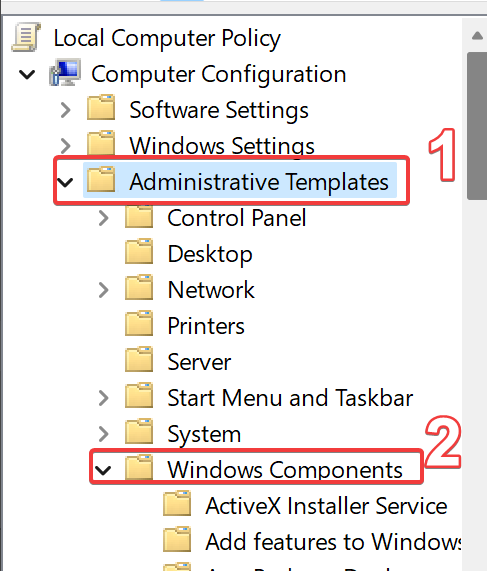 Local Computer Policy
Computer Configuration
Software Settings
Windows Settings
Administrative Templates
1
Control Panel
Desktop
Network
Printers
Server
Start Menu and Taskbar
System
Windows Components
2
ActiveX Installer Service
Add features to Windows